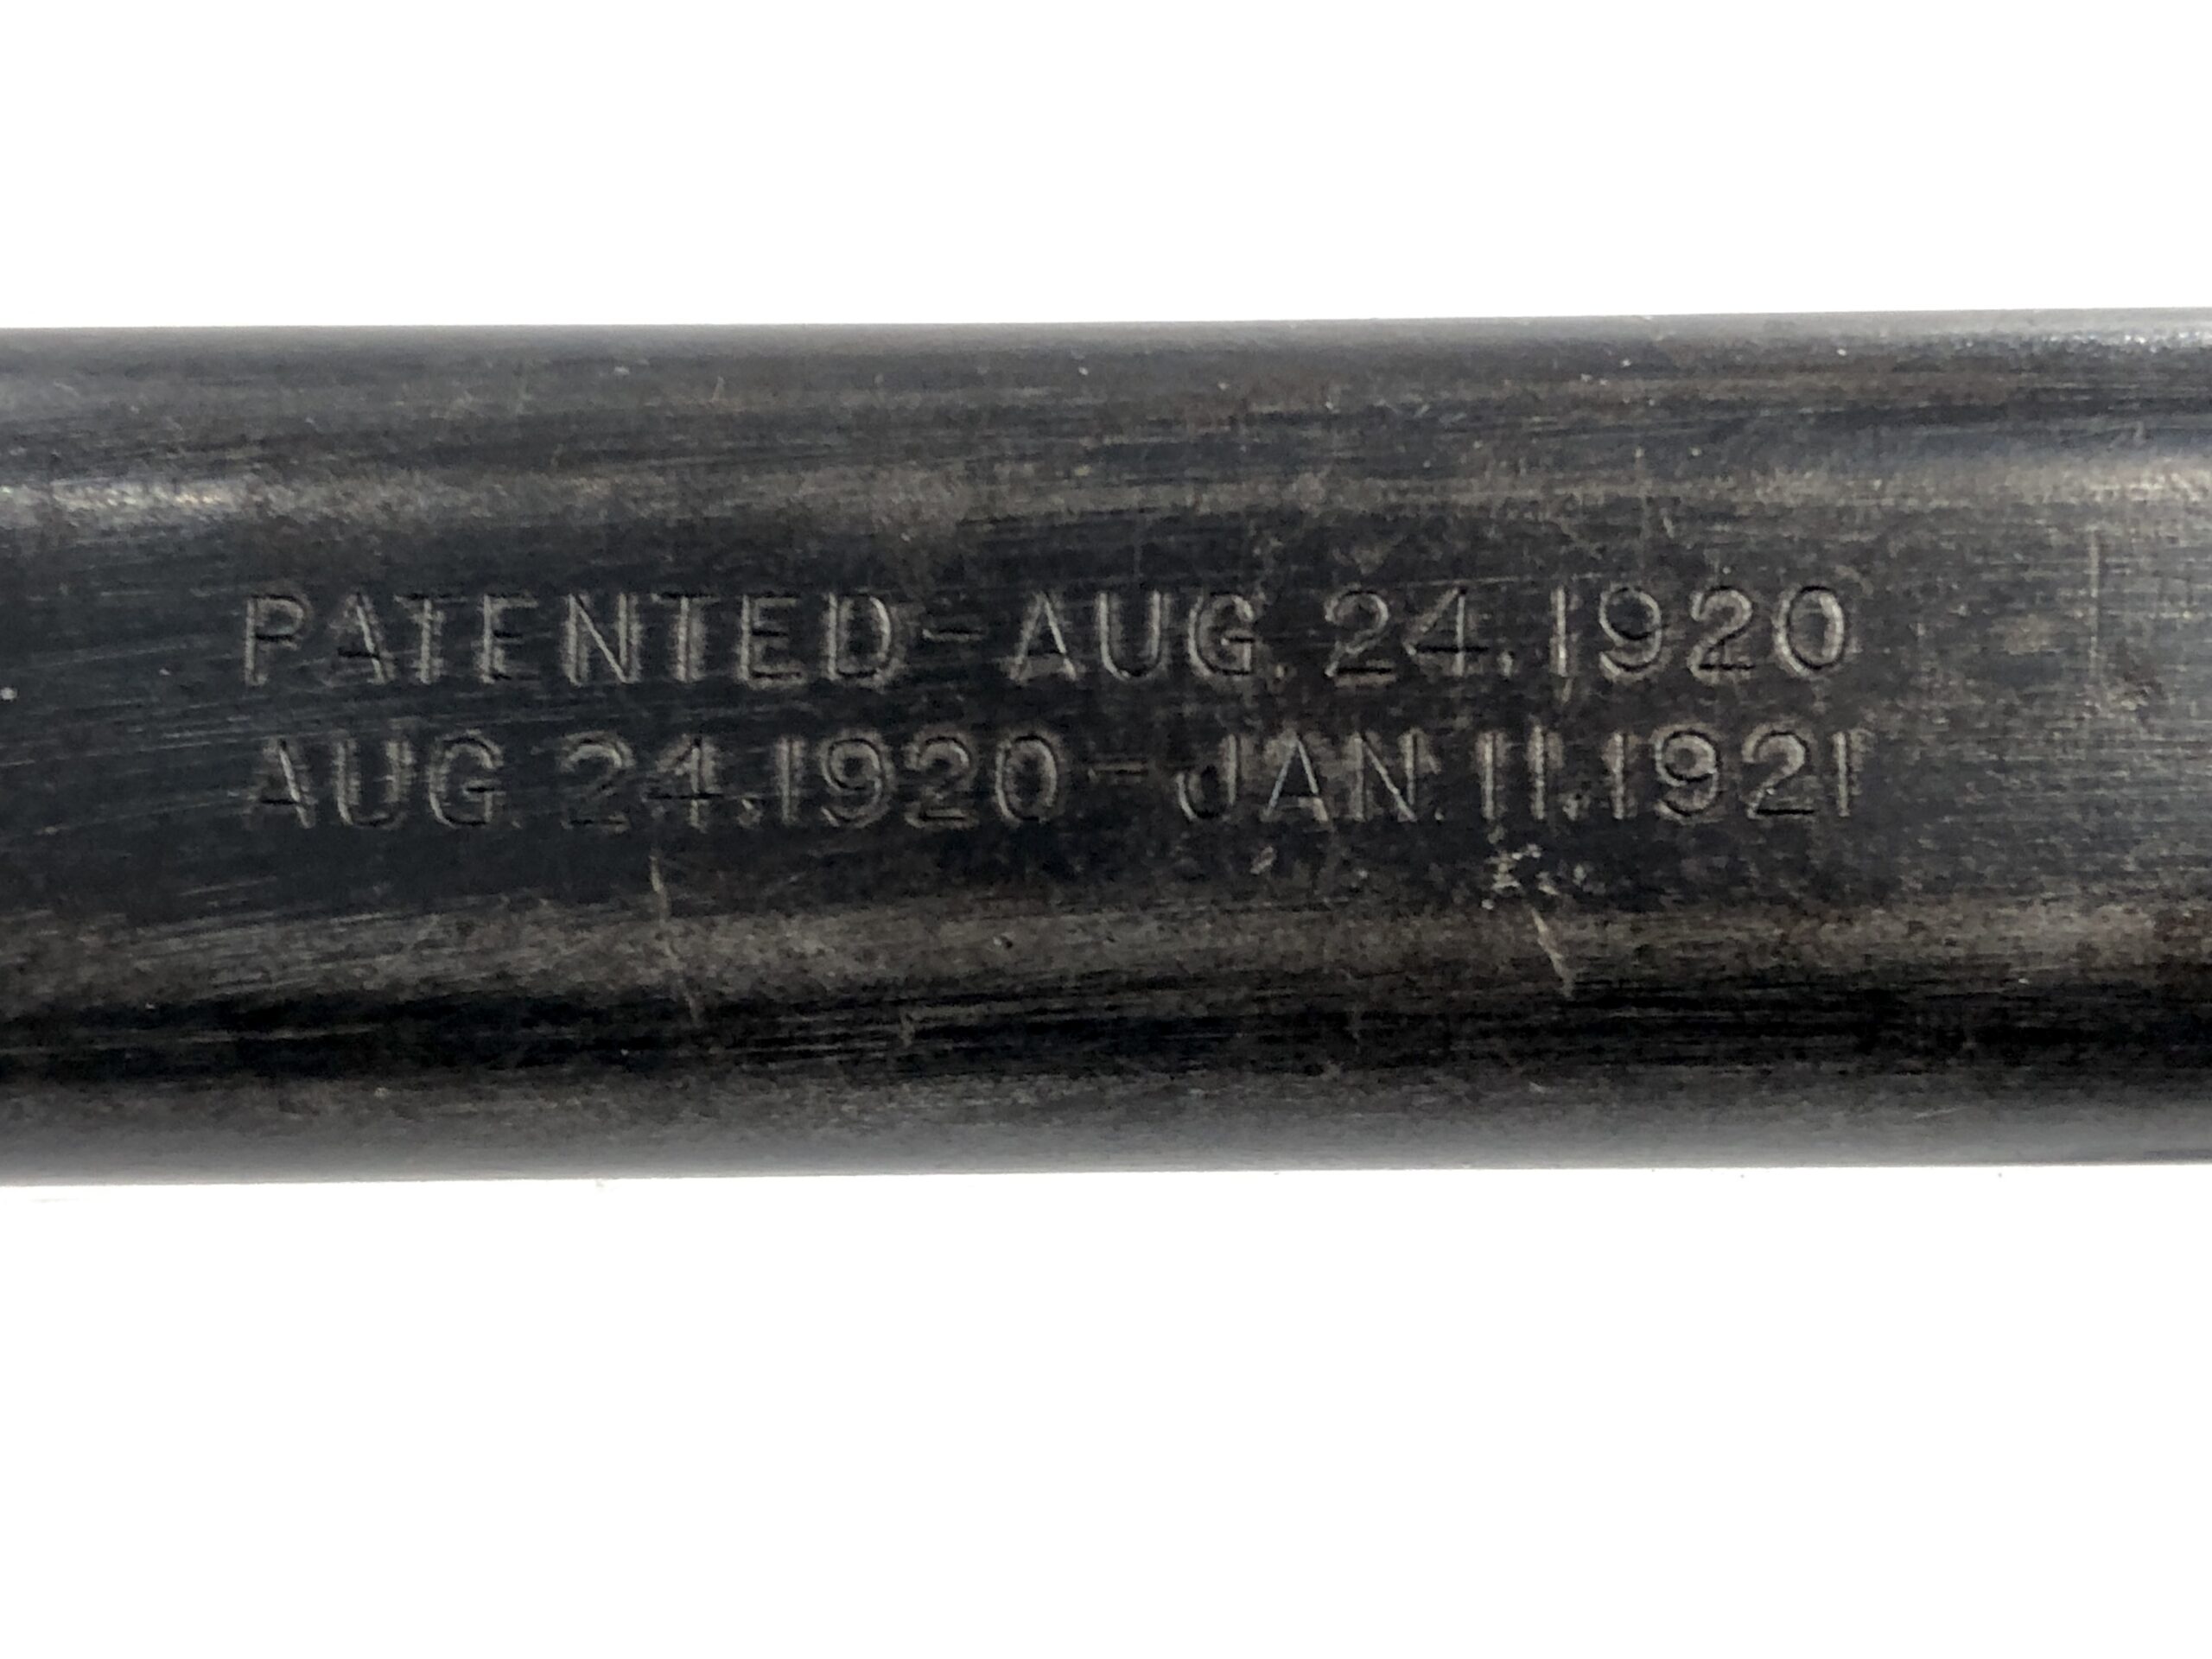 PATENTED-AUG. 24.1920
AUG. 24.1920-JAN. 11.1921